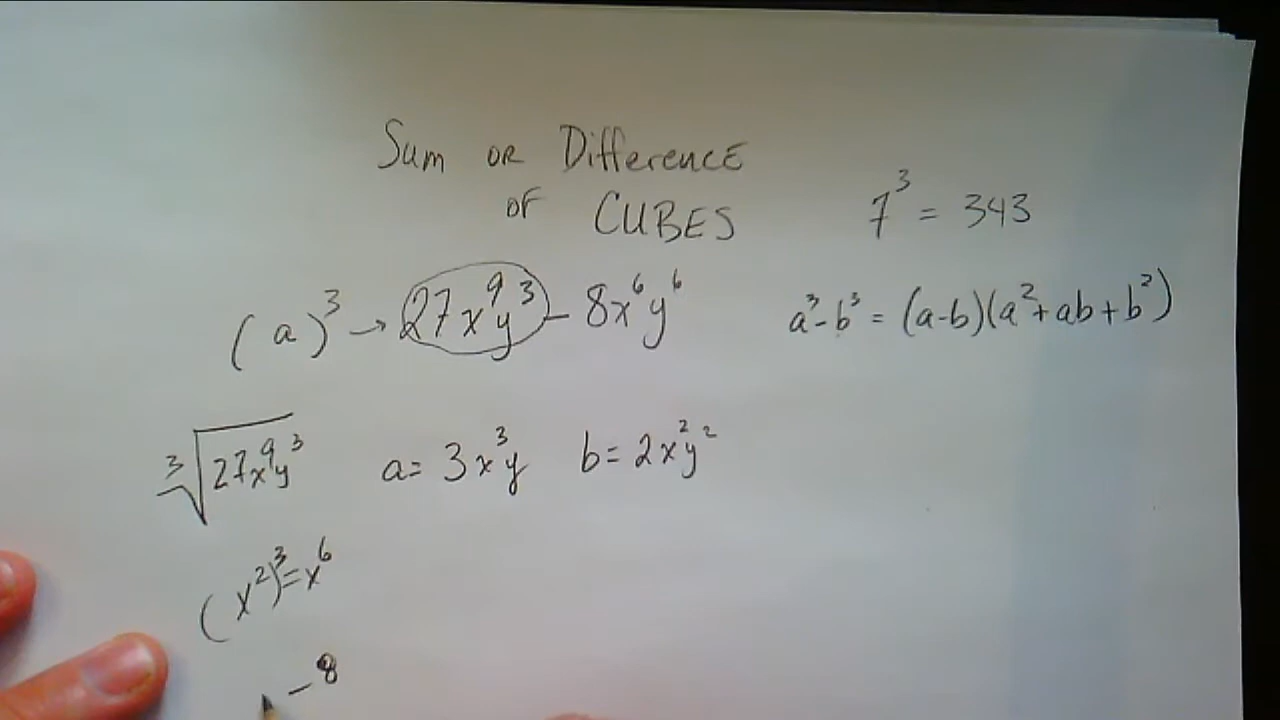 Sum OR Difference
OF CUBES
7³ = 343
(a)³ → 27x⁹y³ - 8x⁶y⁶
a³-b³ = (a-b)(a²+ab+b²)
∛27x⁹y³
a= 3x³y
b= 2x²y²
(x²)³=x⁶
- 8